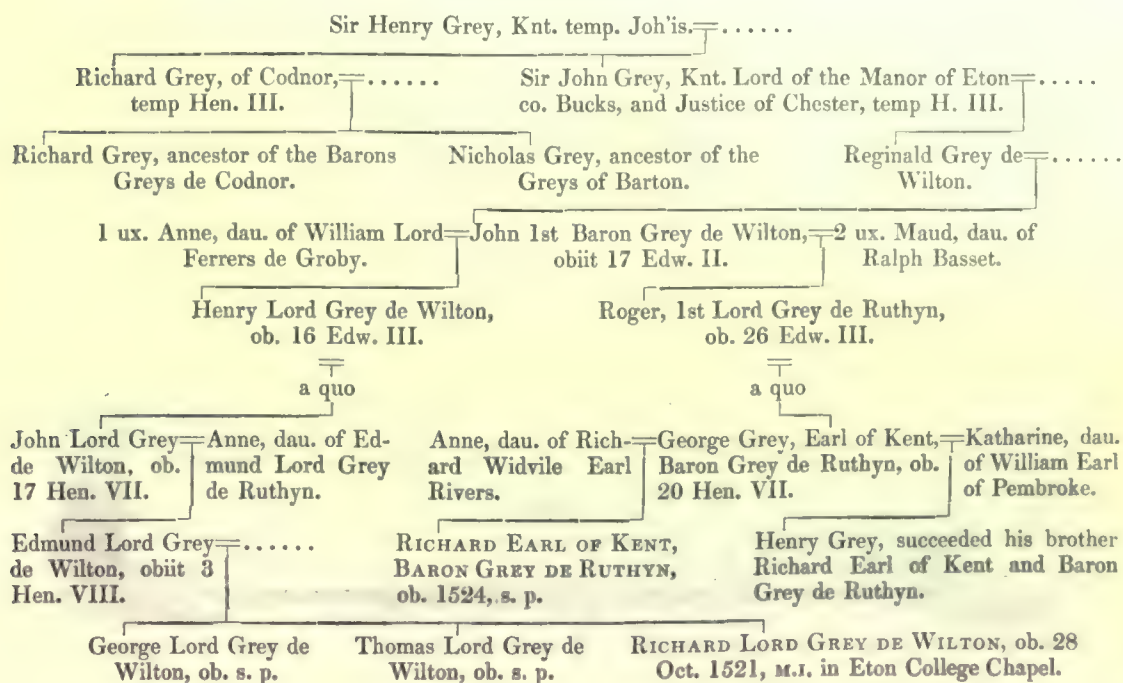 Sir Henry Grey, Knt. temp. Joh'is. ......
Richard Grey, of Codnor, ......
temp Hen. III.
Sir John Grey, Knt. Lord of the Manor of Eton .....
co. Bucks, and Justice of Chester, temp H. III.
Richard Grey, ancestor of the Barons
Greys de Codnor.
Nicholas Grey, ancestor of the
Greys of Barton.
Reginald Grey de ......
Wilton.
1 ux. Anne, dau. of William Lord
Ferrers de Groby.
John 1st Baron Grey de Wilton,
obiit 17 Edw. II.
2 ux. Maud, dau. of
Ralph Basset.
Henry Lord Grey de Wilton,
ob. 16 Edw. III.
Roger, 1st Lord Grey de Ruthyn,
ob. 26 Edw. III.
a quo
a quo
John Lord Grey
de Wilton, ob.
17 Hen. VII.
Anne, dau. of Ed-
mund Lord Grey
de Ruthyn.
Anne, dau. of Rich-
ard Widvile Earl
Rivers.
George Grey, Earl of Kent,
Baron Grey de Ruthyn, ob.
20 Hen. VII.
Katharine, dau.
of William Earl
of Pembroke.
Edmund Lord Grey ......
de Wilton, obiit 3
Hen. VIII.
RICHARD EARL OF KENT,
BARON GREY DE RUTHYN,
ob. 1524, s. p.
Henry Grey, succeeded his brother
Richard Earl of Kent and Baron
Grey de Ruthyn.
George Lord Grey de
Wilton, ob. s. p.
Thomas Lord Grey de
Wilton, ob. s. p.
RICHARD LORD GREY DE WILTON, ob. 28
Oct. 1521, M.I. in Eton College Chapel.